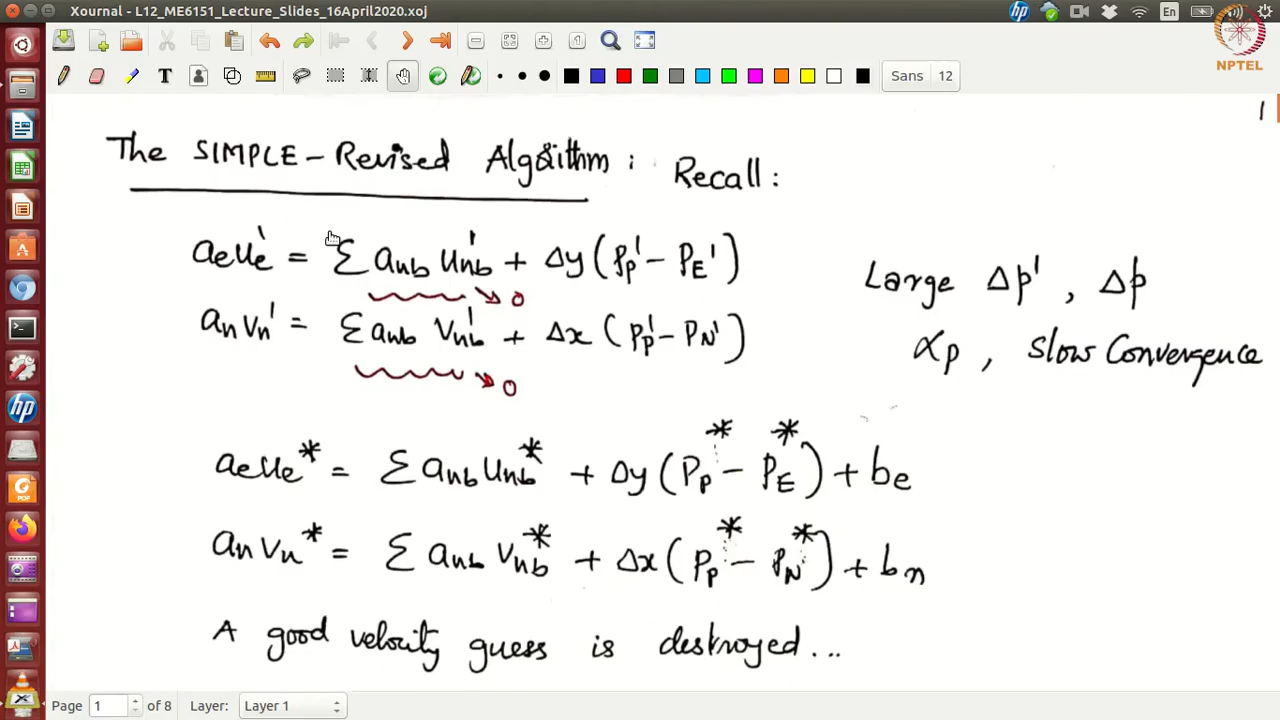 Xournal - L12_ME6151_Lecture_Slides_16April2020.xoj
En
NPTEL
Sans 12
1
The SIMPLE-Revised Algorithm: Recall:
aeue' = Σ anb unb' + Δy (Pp' - PE')
→ 0
anvn' = Σ anb vnb' + Δx (Pp' - PN')
→ 0
Large Δp', Δp
αp, Slow Convergence
aeue* = Σ anb unb* + Δy (Pp* - PE*) + be
anvn* = Σ anb vnb* + Δx (Pp* - PN*) + bn
A good velocity guess is destroyed...
Page 1 of 8 Layer: Layer 1